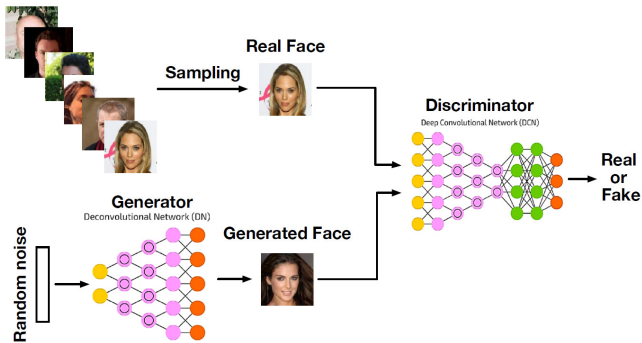 Real Face
Sampling
Discriminator
Deep Convolutional Network (DCN)
Real
or
Fake
Generator
Deconvolutional Network (DN)
Generated Face
Random noise